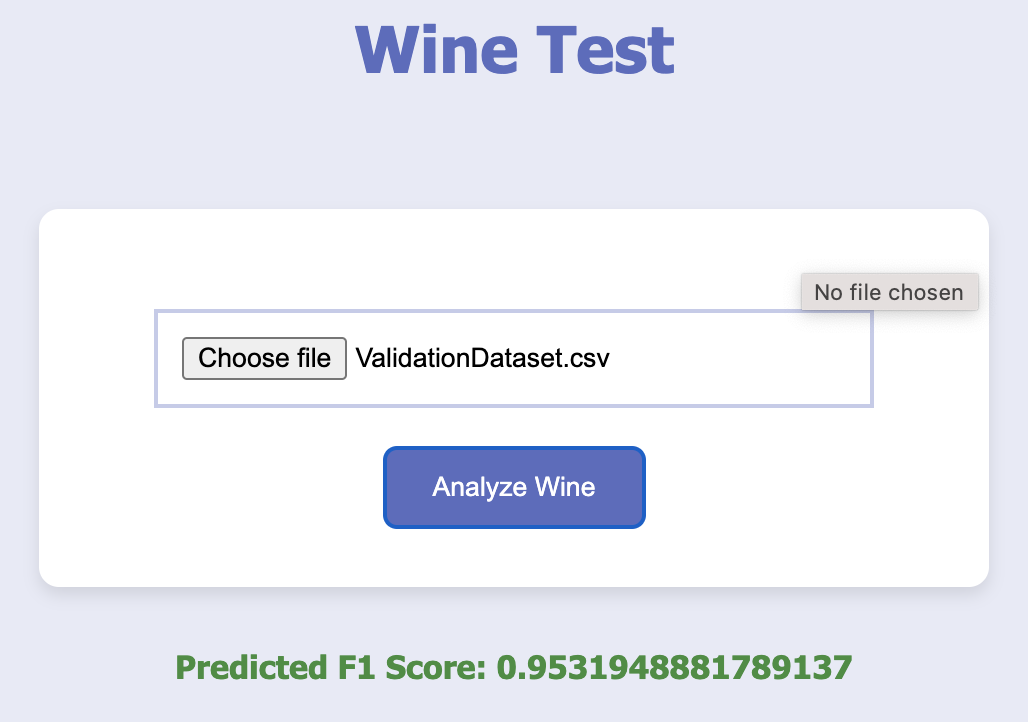 Wine Test
No file chosen
Choose file ValidationDataset.csv
Analyze Wine
Predicted F1 Score: 0.9531948881789137